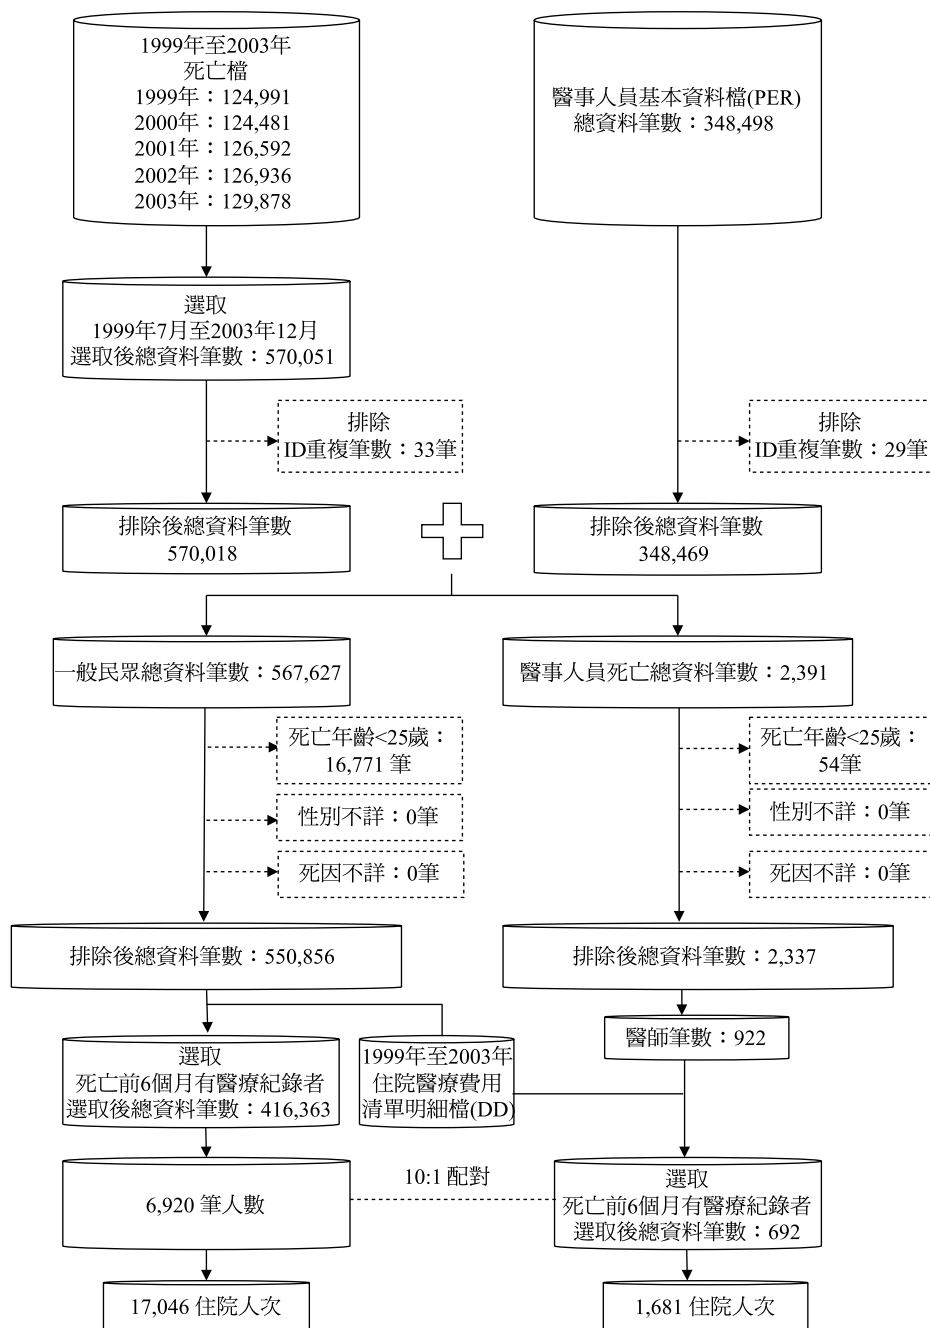 1999年至2003年
死亡檔
1999年：124,991
2000年：124,481
2001年：126,592
2002年：126,936
2003年：129,878
醫事人員基本資料檔(PER)
總資料筆數：348,498
選取
1999年7月至2003年12月
選取後總資料筆數：570,051
排除
ID重複筆數：33筆
排除
ID重複筆數：29筆
排除後總資料筆數
570,018
排除後總資料筆數
348,469
一般民眾總資料筆數：567,627
醫事人員死亡總資料筆數：2,391
死亡年齡<25歲：
16,771 筆
死亡年齡<25歲：
54筆
性別不詳：0筆
性別不詳：0筆
死因不詳：0筆
死因不詳：0筆
排除後總資料筆數：550,856
排除後總資料筆數：2,337
醫師筆數：922
選取
死亡前6個月有醫療紀錄者
選取後總資料筆數：416,363
1999年至2003年
住院醫療費用
清單明細檔(DD)
6,920 筆人數
10:1 配對
選取
死亡前6個月有醫療紀錄者
選取後總資料筆數：692
17,046 住院人次
1,681 住院人次